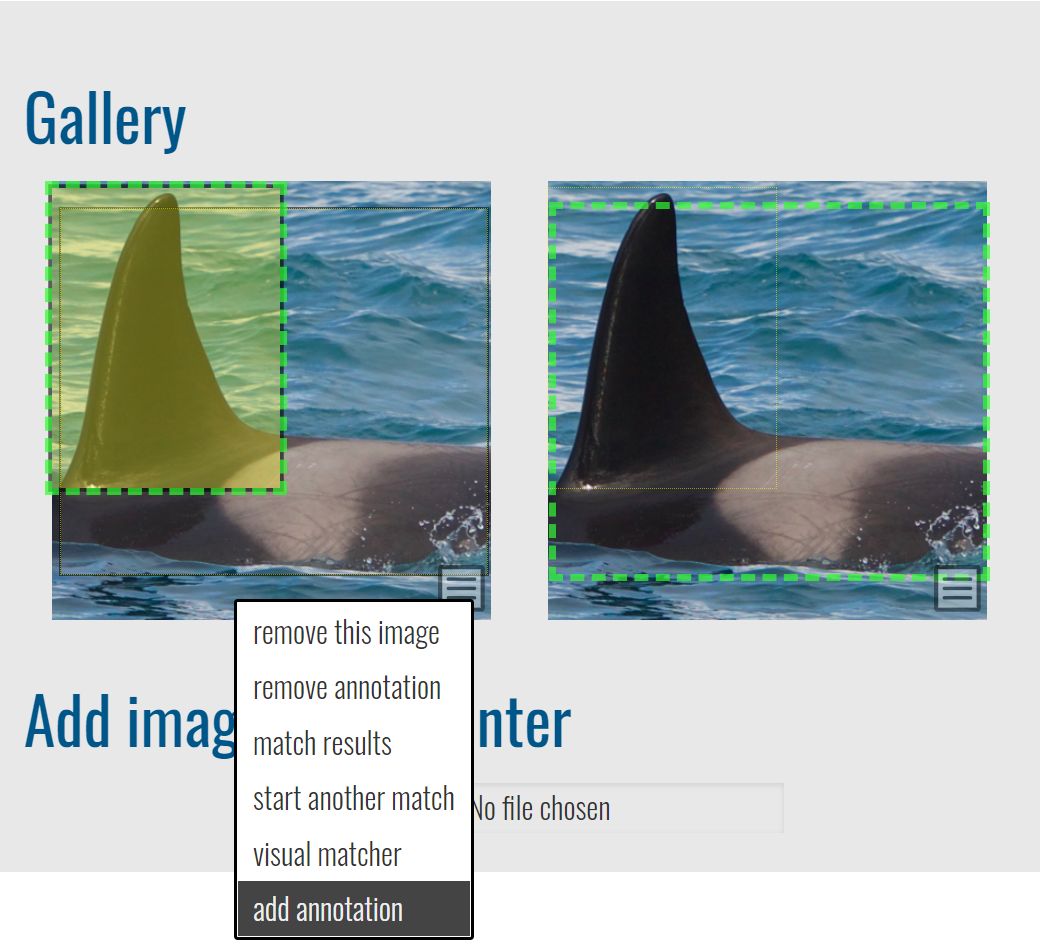 Gallery
remove this image
remove annotation
Add imag nter
match results
start another match
No file chosen
visual matcher
add annotation